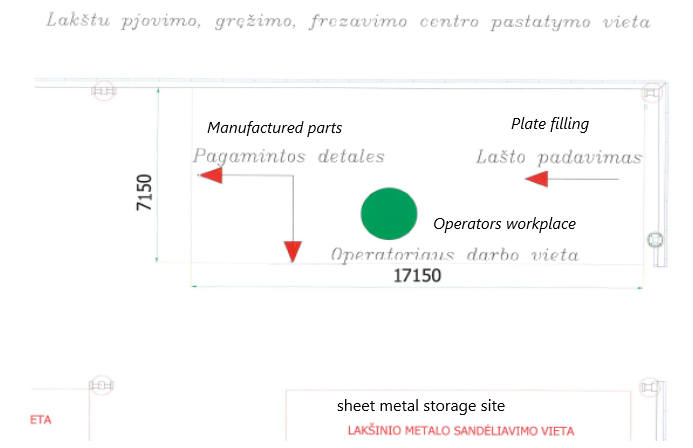 Lakštu pjovimo, gręžimo, frezavimo centro pastatymo vieta
Manufactured parts
Plate filling
Pagamintos detales
Lašto padavimas
7150
Operators workplace
Operatoriaus darbo vieta
17150
sheet metal storage site
ETA
LAKŠINIO METALO SANDĖLIAVIMO VIETA